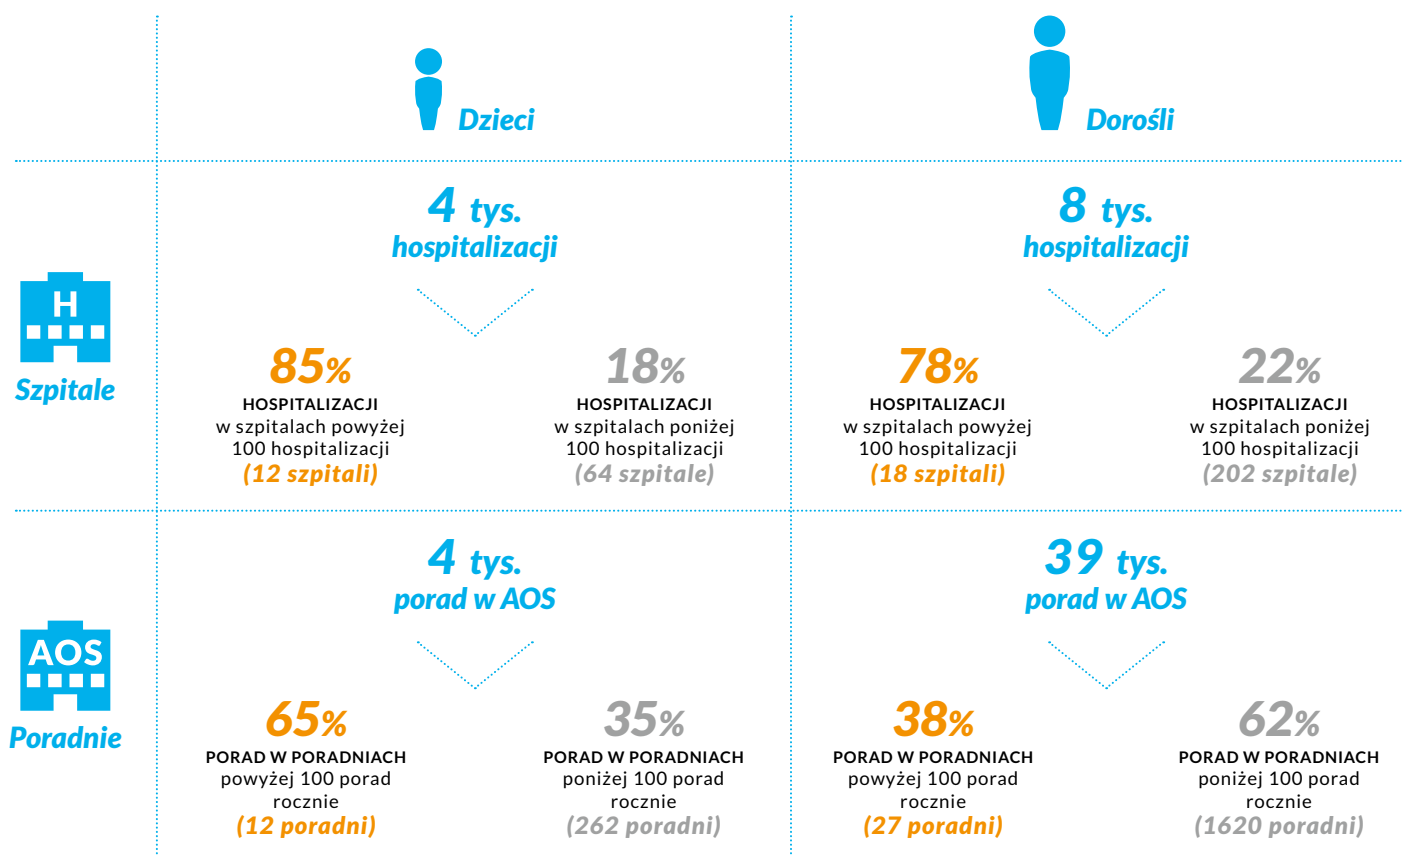 Dzieci
Dorośli
H
Szpitale
4 tys.
hospitalizacji
85%
HOSPITALIZACJI
w szpitalach powyżej
100 hospitalizacji
(12 szpitali)
18%
HOSPITALIZACJI
w szpitalach poniżej
100 hospitalizacji
(64 szpitale)
8 tys.
hospitalizacji
78%
HOSPITALIZACJI
w szpitalach powyżej
100 hospitalizacji
(18 szpitali)
22%
HOSPITALIZACJI
w szpitalach poniżej
100 hospitalizacji
(202 szpitale)
AOS
Poradnie
4 tys.
porad w AOS
65%
PORAD W PORADNIACH
powyżej 100 porad
rocznie
(12 poradni)
35%
PORAD W PORADNIACH
poniżej 100 porad
rocznie
(262 poradni)
39 tys.
porad w AOS
38%
PORAD W PORADNIACH
powyżej 100 porad
rocznie
(27 poradni)
62%
PORAD W PORADNIACH
poniżej 100 porad
rocznie
(1620 poradni)